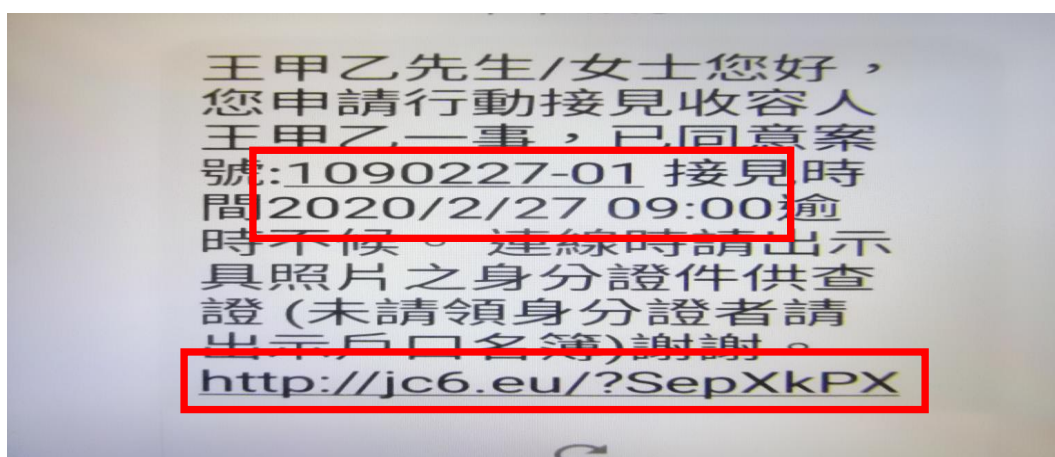 王甲乙先生/女士您好，
您申請行動接見收容人
王甲乙一事，已同意案
號:1090227-01 接見時
間2020/2/27 09:00逾
時不候。 連線時請出示
具照片之身分證件供查
證 (未請領身分證者請
出示戶口名簿)謝謝。
http://jc6.eu/?SepXkPX